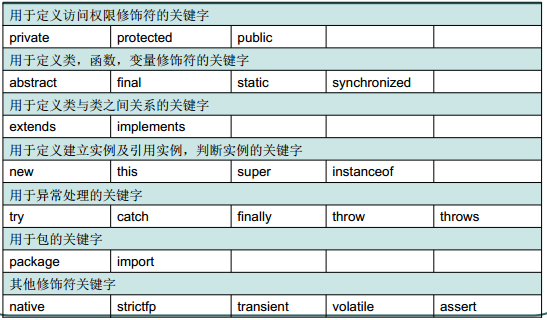 用于定义访问权限修饰符的关键字
private protected public
用于定义类，函数，变量修饰符的关键字
abstract final static synchronized
用于定义类与类之间关系的关键字
extends implements
用于定义建立实例及引用实例，判断实例的关键字
new this super instanceof
用于异常处理的关键字
try catch finally throw throws
用于包的关键字
package import
其他修饰符关键字
native strictfp transient volatile assert